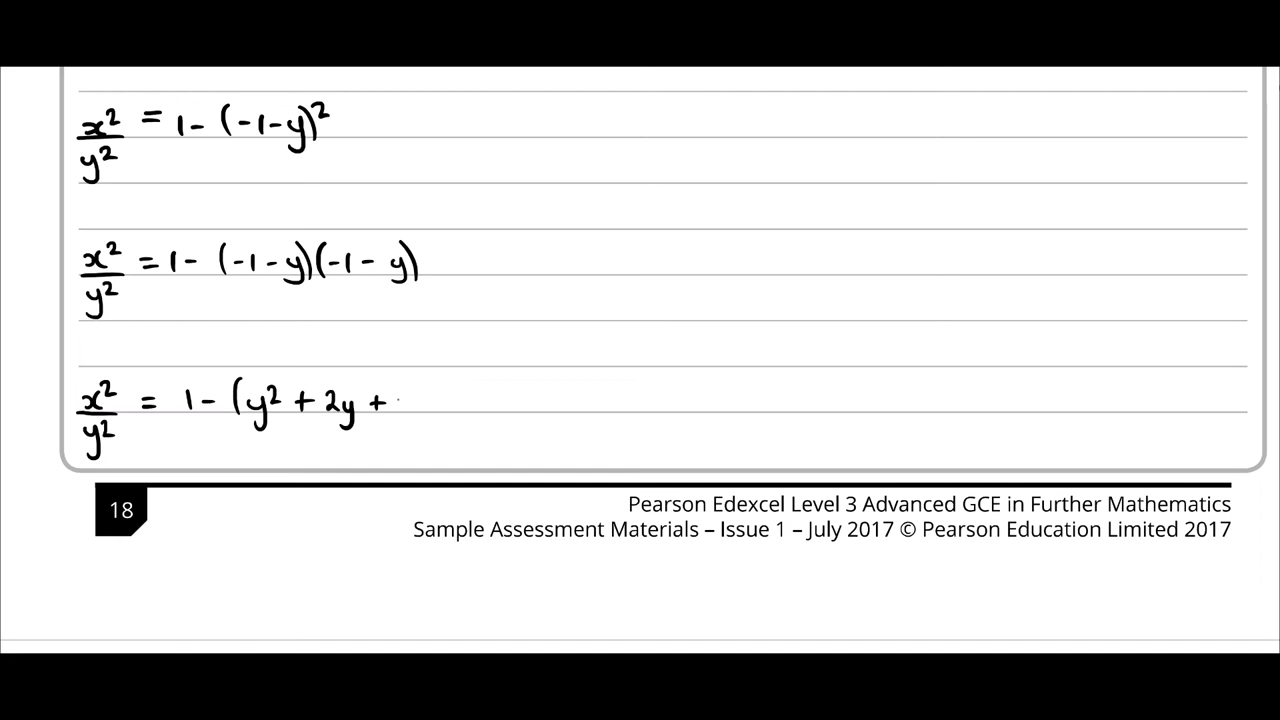 x²/y² = 1 - (-1-y)²
x²/y² = 1 - (-1-y)(-1-y)
x²/y² = 1 - (y² + 2y +
18
Pearson Edexcel Level 3 Advanced GCE in Further Mathematics
Sample Assessment Materials – Issue 1 – July 2017 © Pearson Education Limited 2017